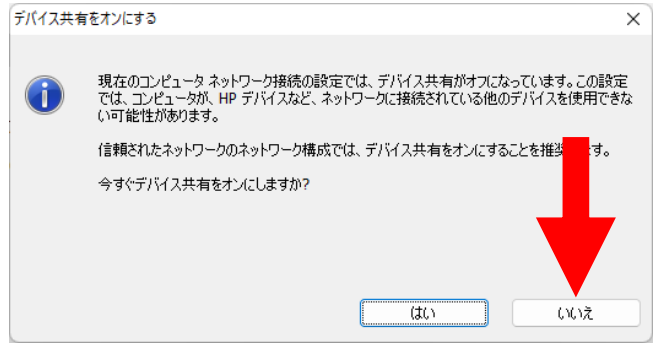 デバイス共有をオンにする
現在のコンピュータ ネットワーク接続の設定では、デバイス共有がオフになっています。この設定
では、コンピュータが、HP デバイスなど、ネットワークに接続されている他のデバイスを使用できな
い可能性があります。
信頼されたネットワークのネットワーク構成では、デバイス共有をオンにすることを推奨 ます。
今すぐデバイス共有をオンにしますか?
はい
いいえ